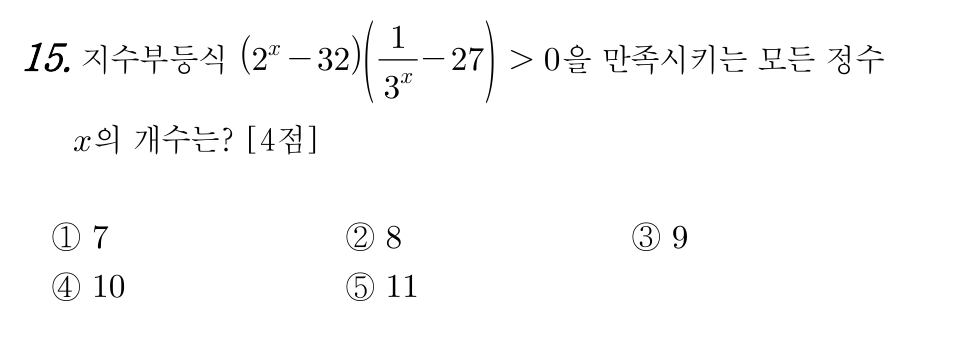 15. 지수부등식 (2^x − 32)(1/3^x − 27) > 0을 만족시키는 모든 정수
x의 개수는? [4점]
① 7 ② 8 ③ 9
④ 10 ⑤ 11